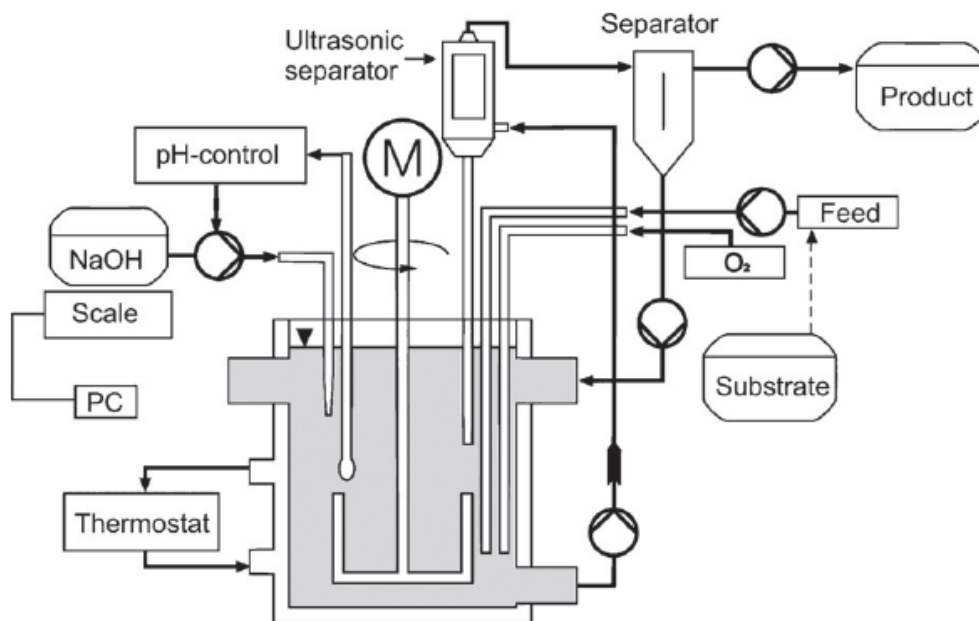 Ultrasonic
separator
Separator
Product
pH-control
M
NaOH
Feed
O₂
Scale
Substrate
PC
Thermostat